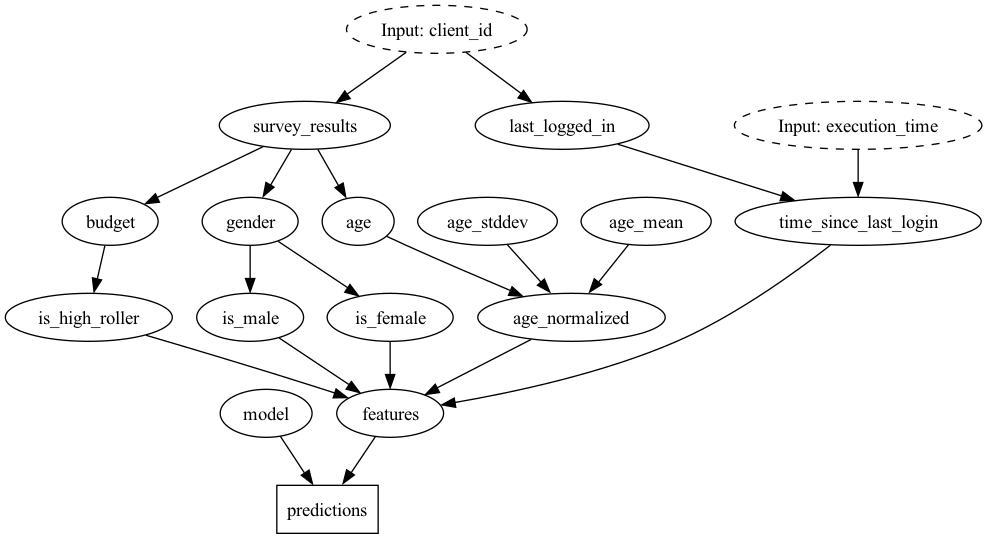 Input: client_id
survey_results
last_logged_in
Input: execution_time
budget
gender
age
age_stddev
age_mean
time_since_last_login
is_high_roller
is_male
is_female
age_normalized
model
features
predictions